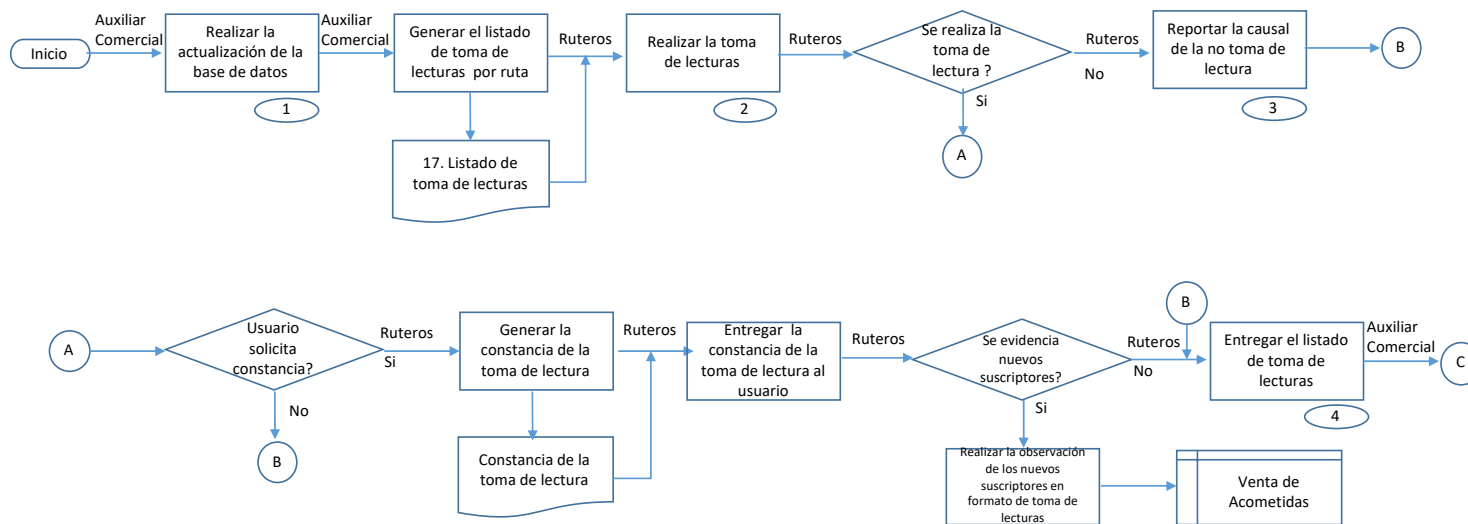 Inicio
Auxiliar
Comercial
Realizar la
actualización de la
base de datos
1
Auxiliar
Comercial
Generar el listado
de toma de
lecturas por ruta
17. Listado de
toma de lecturas
Ruteros
Realizar la toma
de lecturas
2
Ruteros
Se realiza la
toma de
lectura ?
Si
A
Ruteros
No
Reportar la causal
de la no toma de
lectura
3
B
A
Usuario
solicita
constancia?
No
B
Ruteros
Si
Generar la
constancia de la
toma de lectura
Constancia de la
toma de lectura
Ruteros
Entregar la
constancia de la
toma de lectura al
usuario
Ruteros
Se evidencia
nuevos
suscriptores?
Si
Realizar la observación
de los nuevos
suscriptores en
formato de toma de
lecturas
Venta de
Acometidas
B
Ruteros
No
Entregar el listado
de toma de
lecturas
4
Auxiliar
Comercial
C